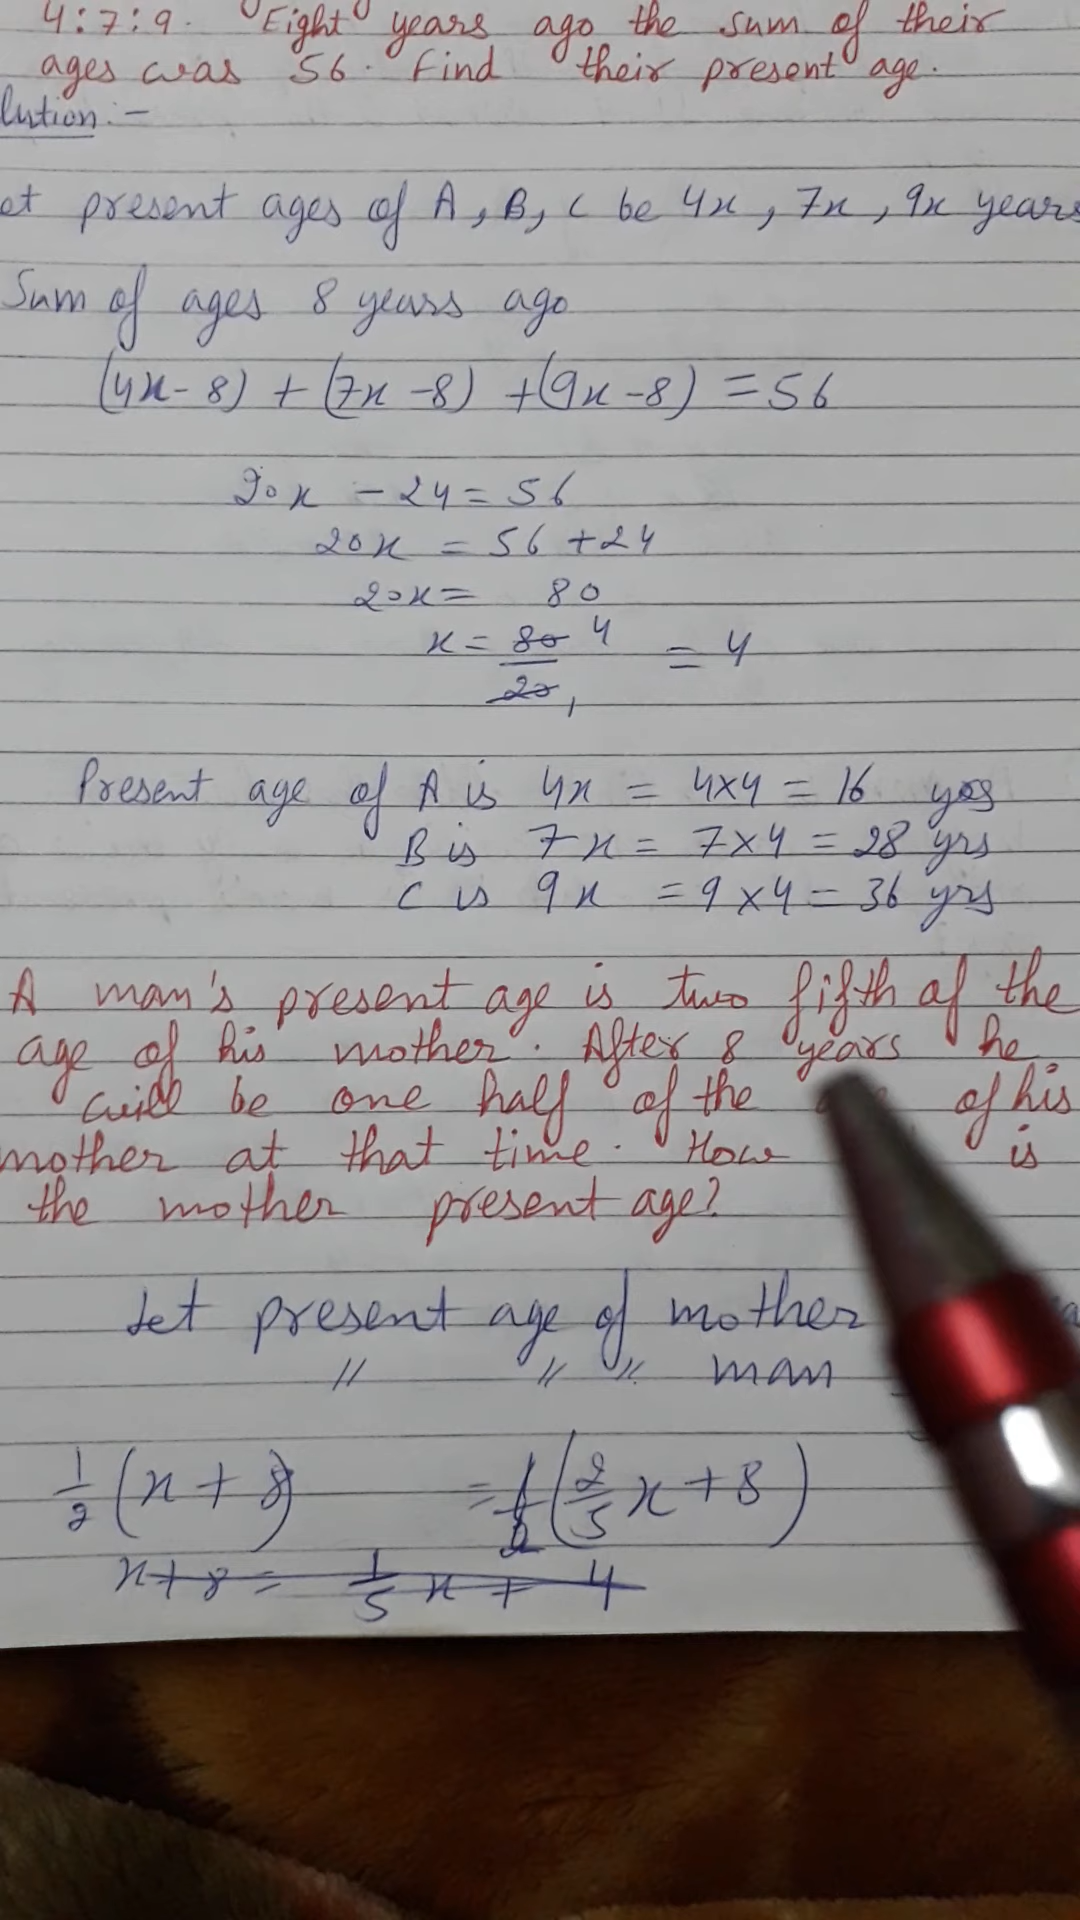 4:7:9. Eight years ago the sum of their
ages was 56. Find their present age.
lution:-
et present ages of A, B, C be 4x, 7x, 9x years
Sum of ages 8 years ago
(4x-8) + (7x-8) + (9x-8) = 56
20x - 24 = 56
20x = 56 + 24
20x = 80
x = 80/20 4/1 = 4
Present age of A is 4x = 4×4 = 16 yrs
B is 7x = 7×4 = 28 yrs
C is 9x = 9×4 = 36 yrs
A man's present age is two fifth of the
age of his mother. After 8 years he
will be one half of the of his
mother at that time. How is
the mother present age?
Let present age of mother
" " " man
1/2 (x + 8) = (2/5 x + 8)
x + 8 = 1/5 x + 4